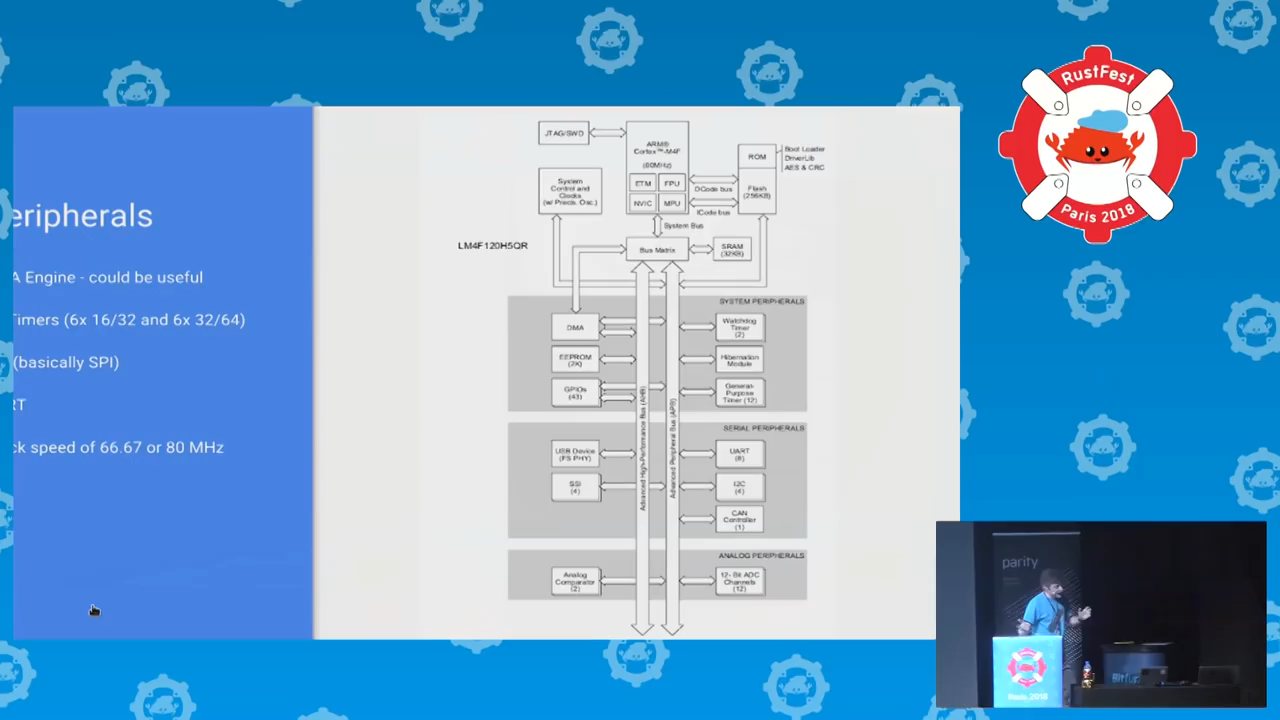 eripherals
A Engine - could be useful
Timers (6x 16/32 and 6x 32/64)
(basically SPI)
RT
ck speed of 66.67 or 80 MHz
JTAG/SWD
ARM®
Cortex™-M4F
(80MHz)
ETM
FPU
NVIC
MPU
ROM
Boot Loader
DriverLib
AES & CRC
Flash
(256KB)
DCode bus
ICode bus
System
Control and
Clocks
(w/ Precis. Osc.)
System Bus
LM4F120H5QR
Bus Matrix
SRAM
(32KB)
SYSTEM PERIPHERALS
DMA
Watchdog
Timer
(2)
EEPROM
(2K)
Hibernation
Module
GPIOs
(43)
General-
Purpose
Timer (12)
Advanced High-Performance Bus (AHB)
Advanced Peripheral Bus (APB)
SERIAL PERIPHERALS
USB Device
(FS PHY)
UART
(8)
SSI
(4)
I2C
(4)
CAN
Controller
(1)
ANALOG PERIPHERALS
Analog
Comparator
(2)
12- Bit ADC
Channels
(12)
RustFest
Paris 2018
parity
Paris 2018